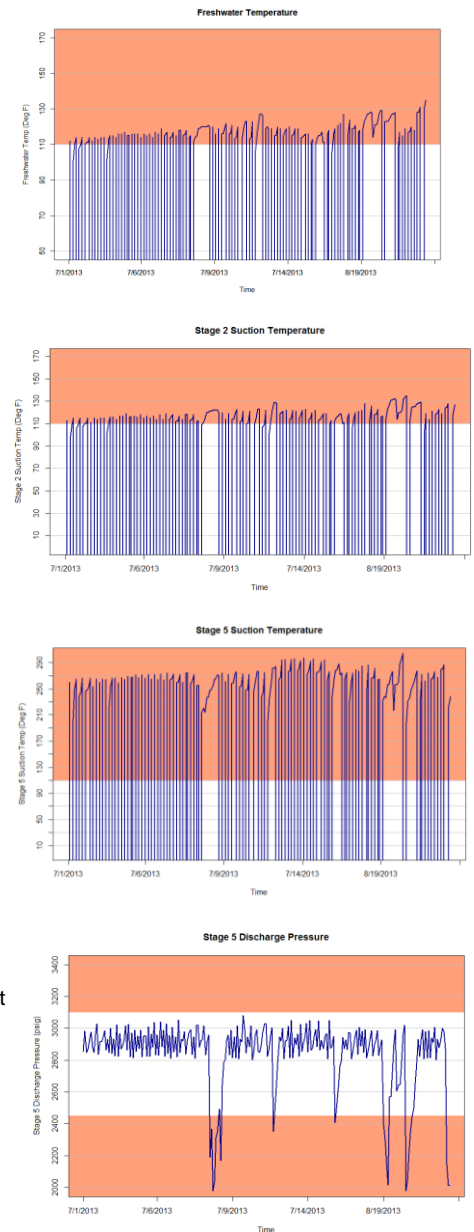 Freshwater Temperature
Freshwater Temp (Deg F)
170
150
130
110
90
70
50
7/1/2013 7/6/2013 7/9/2013 7/14/2013 8/19/2013
Time
Stage 2 Suction Temperature
Stage 2 Suction Temp (Deg F)
170
150
130
110
90
70
50
30
10
7/1/2013 7/6/2013 7/9/2013 7/14/2013 8/19/2013
Time
Stage 5 Suction Temperature
Stage 5 Suction Temp (Deg F)
290
250
210
170
130
90
50
10
7/1/2013 7/6/2013 7/9/2013 7/14/2013 8/19/2013
Time
Stage 5 Discharge Pressure
t
Stage 5 Discharge Pressure (psig)
3400
3200
3000
2800
2600
2400
2200
2000
7/1/2013 7/6/2013 7/9/2013 7/14/2013 8/19/2013
Time